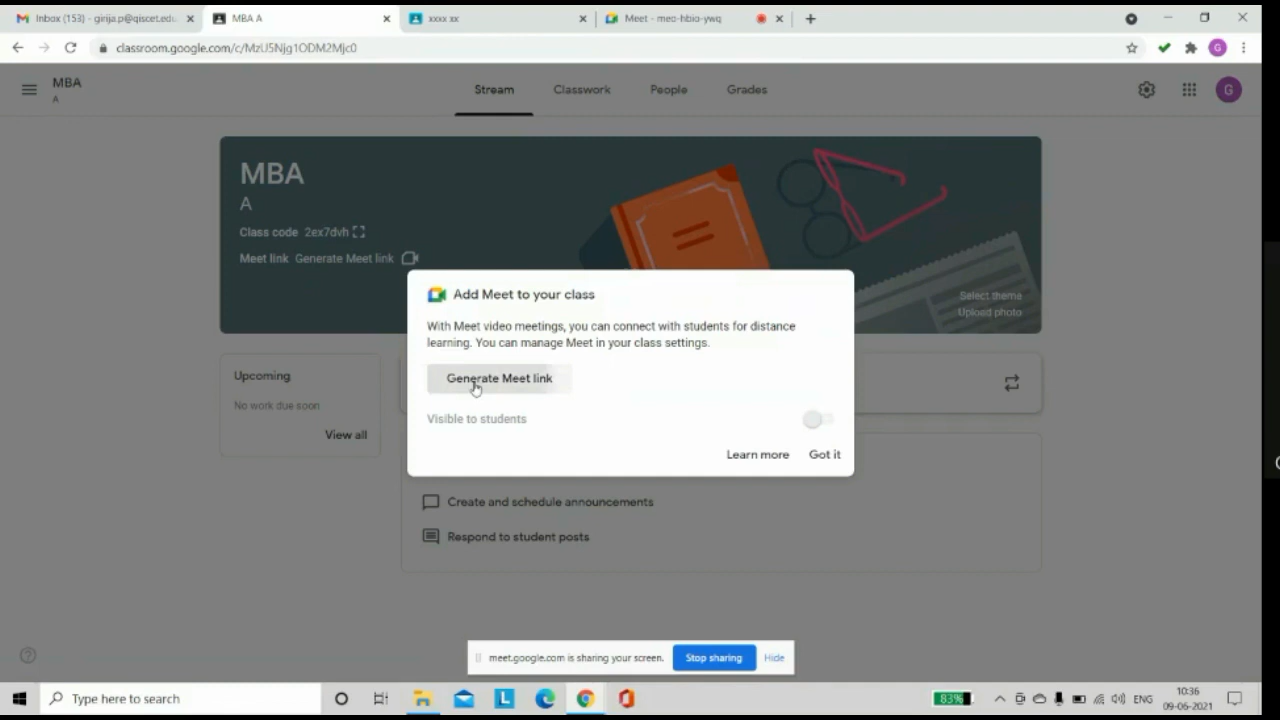 Inbox (153) - girija.p@qiscet.edu
MBA A
xxxx xx
Meet - meo-hbio-ywq
classroom.google.com/c/MzU5Njg1ODM2Mjc0
G
MBA
A
Stream
Classwork
People
Grades
G
MBA
A
Class code 2ex7dvh
Meet link Generate Meet link
Select theme
Upload photo
Add Meet to your class
With Meet video meetings, you can connect with students for distance
learning. You can manage Meet in your class settings.
Generate Meet link
Visible to students
Learn more
Got it
Upcoming
No work due soon
View all
Create and schedule announcements
Respond to student posts
meet.google.com is sharing your screen.
Stop sharing
Hide
Type here to search
L
83%
ENG
10:36
09-06-2021